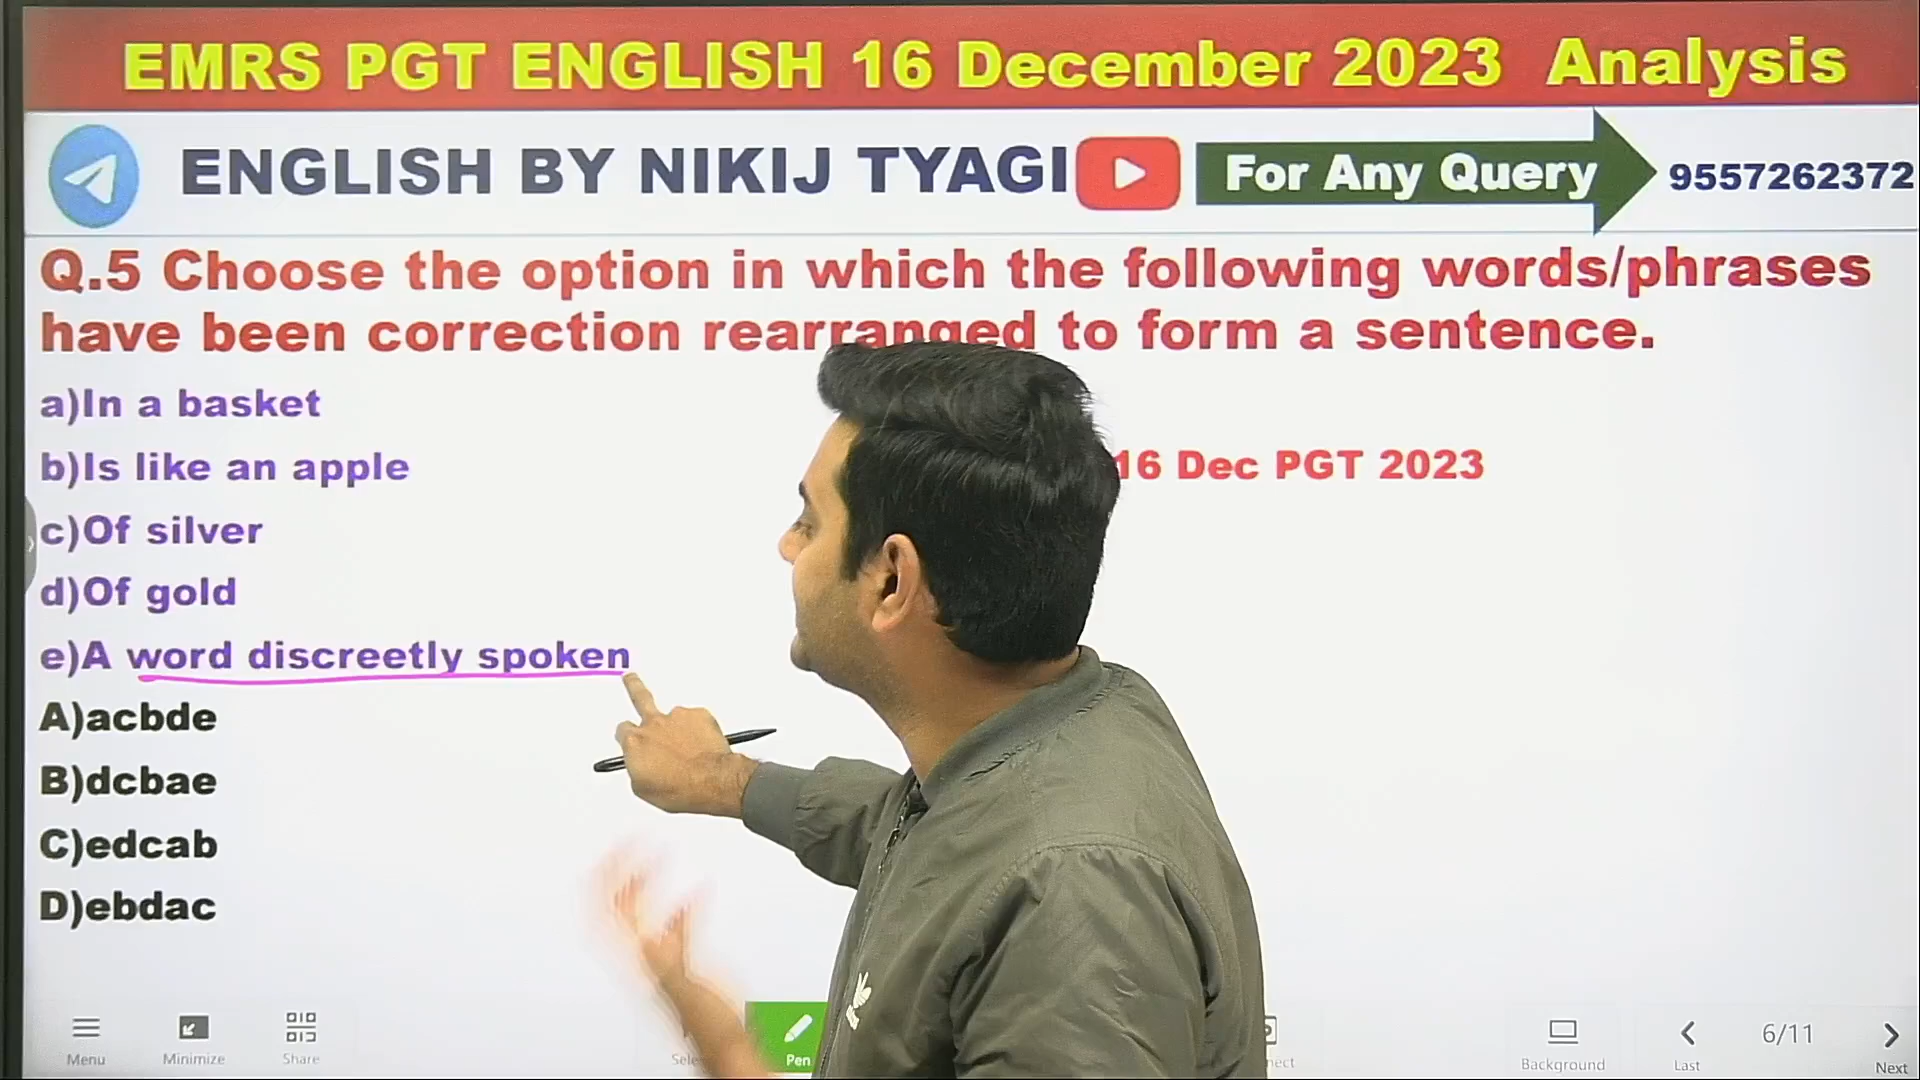 EMRS PGT ENGLISH 16 December 2023 Analysis
ENGLISH BY NIKIJ TYAGI For Any Query 9557262372
Q.5 Choose the option in which the following words/phrases
have been correction rearranged to form a sentence.
a)In a basket
b)Is like an apple
16 Dec PGT 2023
c)Of silver
d)Of gold
e)A word discreetly spoken
A)acbde
B)dcbae
C)edcab
D)ebdac
Menu Minimize Share Pen Background Last 6/11 Next